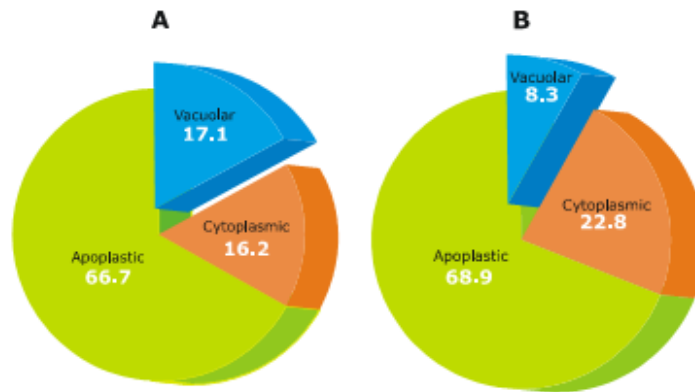 A
Vacuolar
17.1
Cytoplasmic
16.2
Apoplastic
66.7
B
Vacuolar
8.3
Cytoplasmic
22.8
Apoplastic
68.9